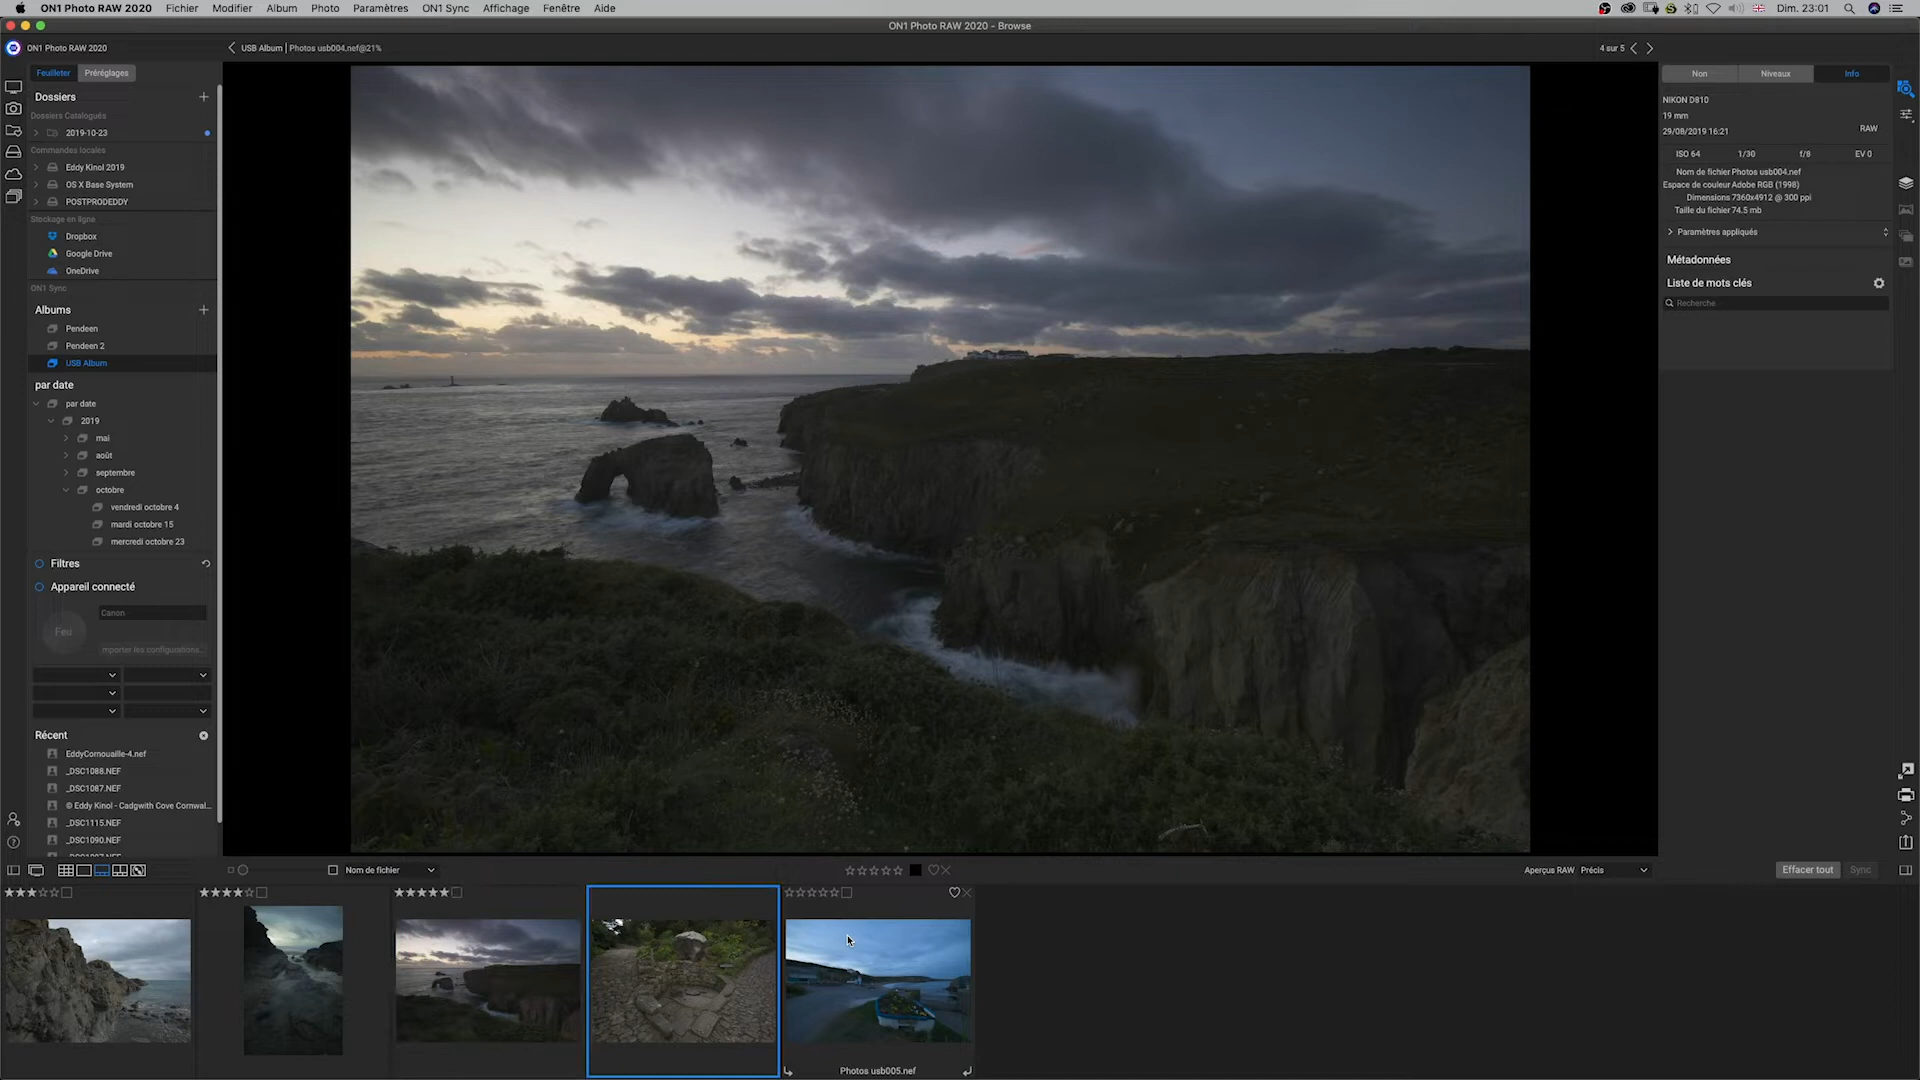 ON1 Photo RAW 2020 Fichier Modifier Album Photo Paramètres ON1 Sync Affichage Fenêtre Aide Dim. 23:01
ON1 Photo RAW 2020 - Browse
ON1 Photo RAW 2020 USB Album | Photos usb004.nef@21% 4 sur 5
Feuilleter Préréglages Non Niveaux Info
Dossiers
Dossiers Catalogués
2019-10-23
Commandes locales
Eddy Kinol 2019
OS X Base System
POSTPRODEDDY
Stockage en ligne
Dropbox
Google Drive
OneDrive
ON1 Sync
Albums
Pendeen
Pendeen 2
USB Album
par date
par date
2019
mai
août
septembre
octobre
vendredi octobre 4
mardi octobre 15
mercredi octobre 23
Filtres
Appareil connecté
Canon
Feu
mporter les configurations...
Récent
EddyCornouaille-4.nef
_DSC1088.NEF
_DSC1087.NEF
© Eddy Kinol - Cadgwith Cove Cornwal...
_DSC1115.NEF
_DSC1090.NEF
NIKON D810
19 mm
29/08/2019 16:21 RAW
ISO 64 1/30 f/8 EV 0
Nom de fichier Photos usb004.nef
Espace de couleur Adobe RGB (1998)
Dimensions 7360x4912 @ 300 ppi
Taille du fichier 74.5 mb
Paramètres appliqués
Métadonnées
Liste de mots clés
Recherche
Nom de fichier Aperçus RAW Précis Effacer tout Sync
Photos usb005.nef